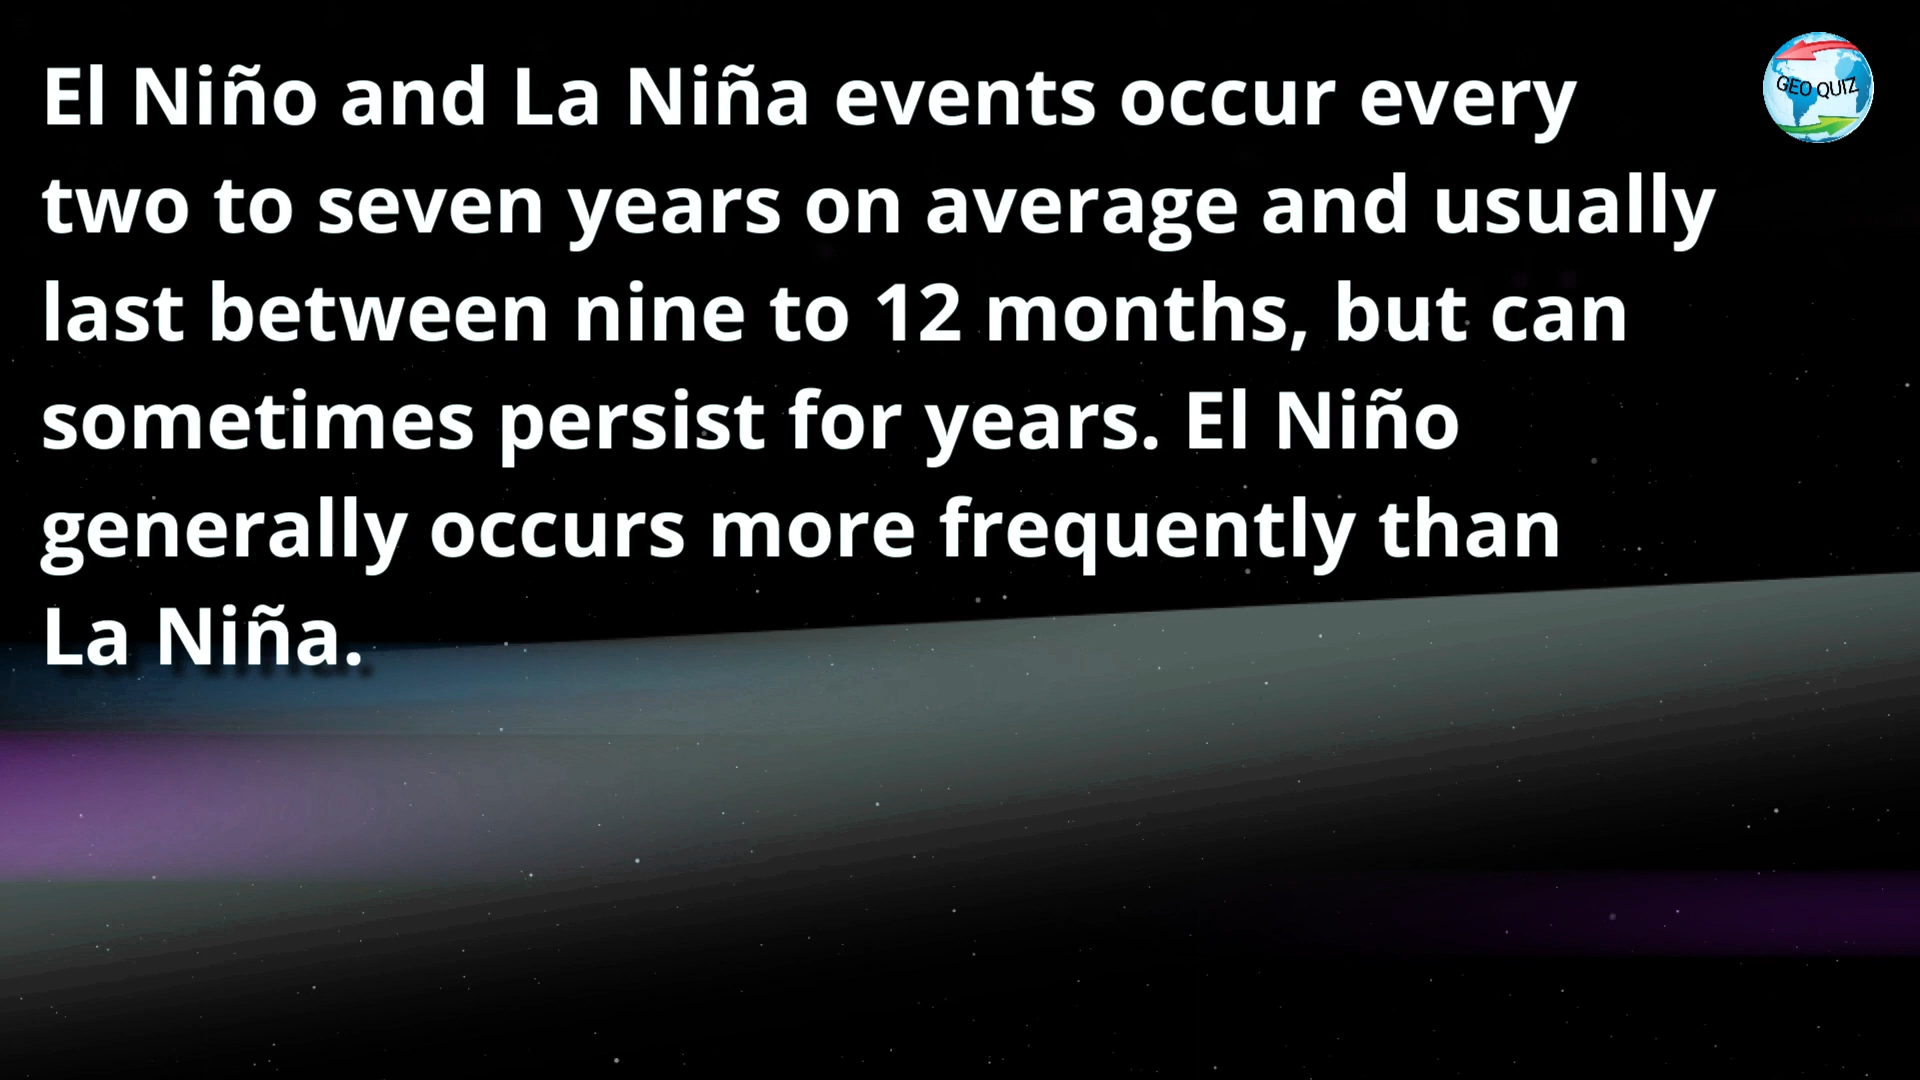 El Niño and La Niña events occur every
two to seven years on average and usually
last between nine to 12 months, but can
sometimes persist for years. El Niño
generally occurs more frequently than
La Niña.
GEO QUIZ